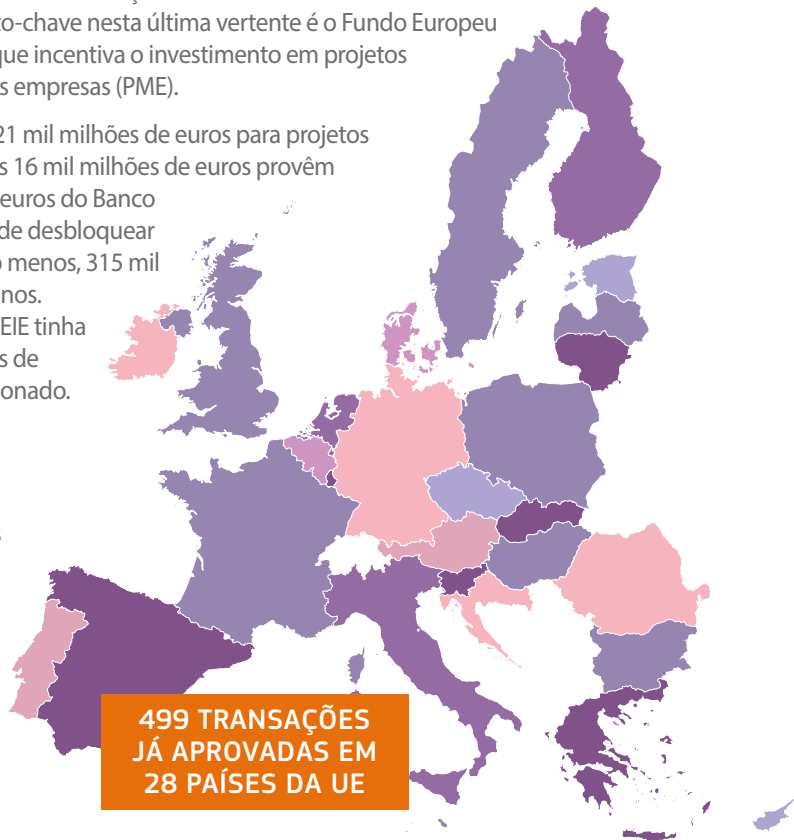 to-chave nesta última vertente é o Fundo Europeu
que incentiva o investimento em projetos
s empresas (PME).
21 mil milhões de euros para projetos
s 16 mil milhões de euros provêm
euros do Banco
de desbloquear
o menos, 315 mil
nos.
EIE tinha
s de
onado.
s
499 TRANSAÇÕES
JÁ APROVADAS EM
28 PAÍSES DA UE